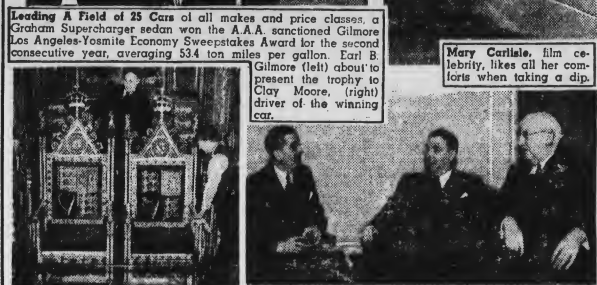 Leading A Field of 25 Cars of all makes and price classes, a
Graham Supercharger sedan won the A.A.A. sanctioned Gilmore
Los Angeles-Yosmite Economy Sweepstakes Award for the second
consecutive year, averaging 53.4 ton miles per gallon. Earl B.
Gilmore (left) about to
present the trophy to
Clay Moore, (right)
driver of the winning
car.
Mary Carlisle, film ce-
lebrity, likes all her com-
forts when taking a dip.